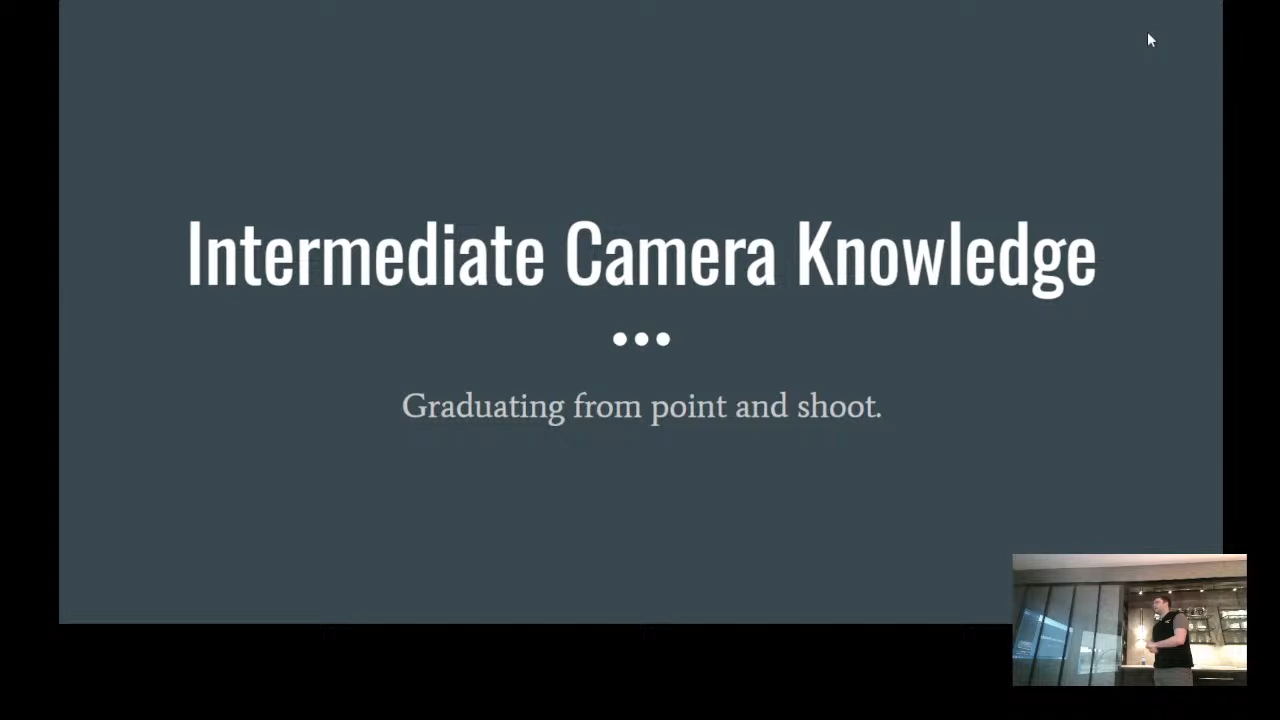 Intermediate Camera Knowledge
Graduating from point and shoot.